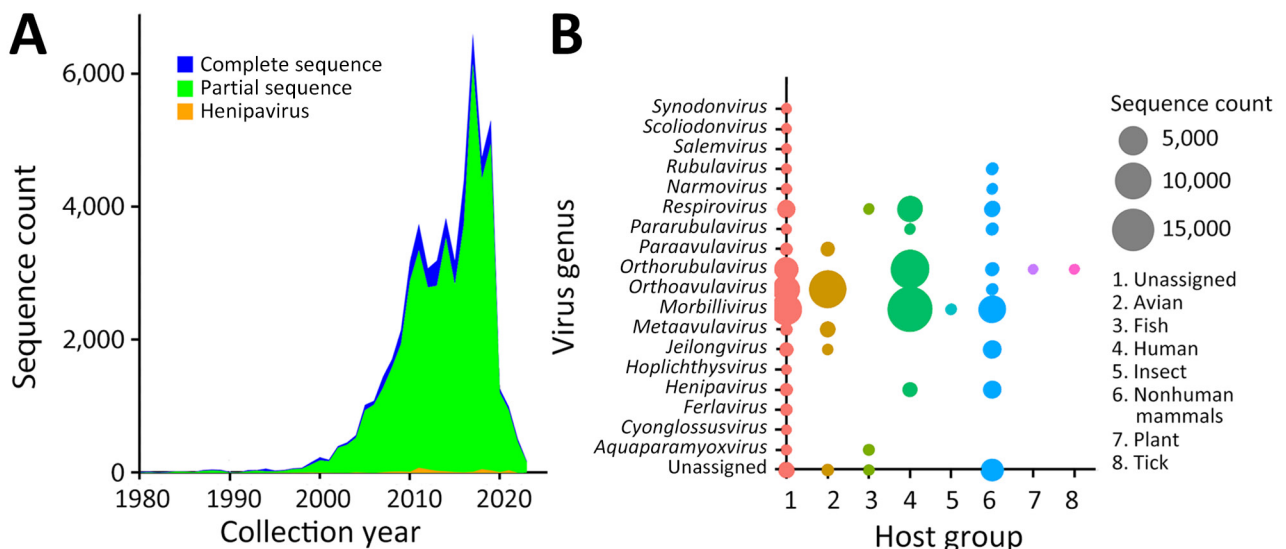 A
Sequence count
6,000
4,000
2,000
0
Complete sequence
Partial sequence
Henipavirus
1980 1990 2000 2010 2020
Collection year
B
Virus genus
Synodonvirus
Scoliodonvirus
Salemvirus
Rubulavirus
Narmovirus
Respirovirus
Pararubulavirus
Paraavulavirus
Orthorubulavirus
Orthoavulavirus
Morbillivirus
Metaavulavirus
Jeilongvirus
Hoplichthysvirus
Henipavirus
Ferlavirus
Cyonglossusvirus
Aquaparamyoxvirus
Unassigned
1 2 3 4 5 6 7 8
Host group
Sequence count
5,000
10,000
15,000
1. Unassigned
2. Avian
3. Fish
4. Human
5. Insect
6. Nonhuman
mammals
7. Plant
8. Tick